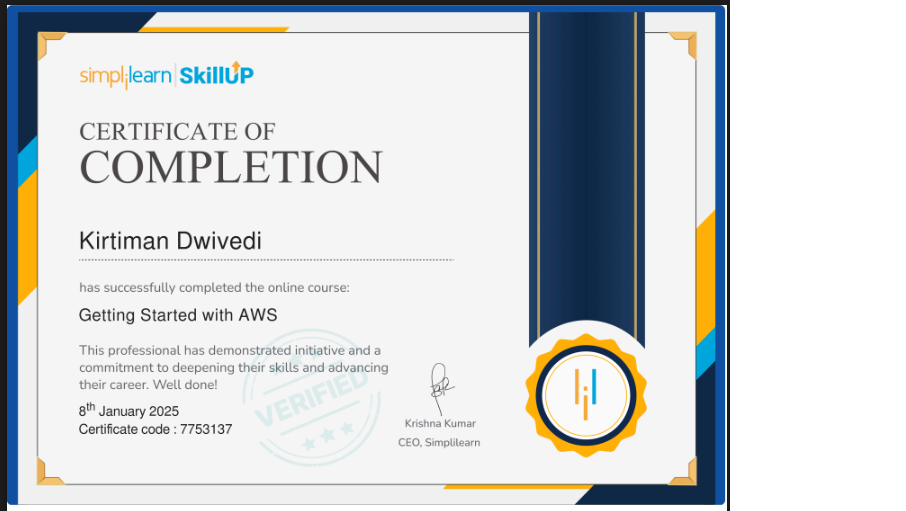 simplilearn | SkillUP
CERTIFICATE OF
COMPLETION
Kirtiman Dwivedi
has successfully completed the online course:
Getting Started with AWS
This professional has demonstrated initiative and a
commitment to deepening their skills and advancing
their career. Well done!
VERIFIED
8th January 2025
Certificate code : 7753137
Krishna Kumar
CEO, Simplilearn